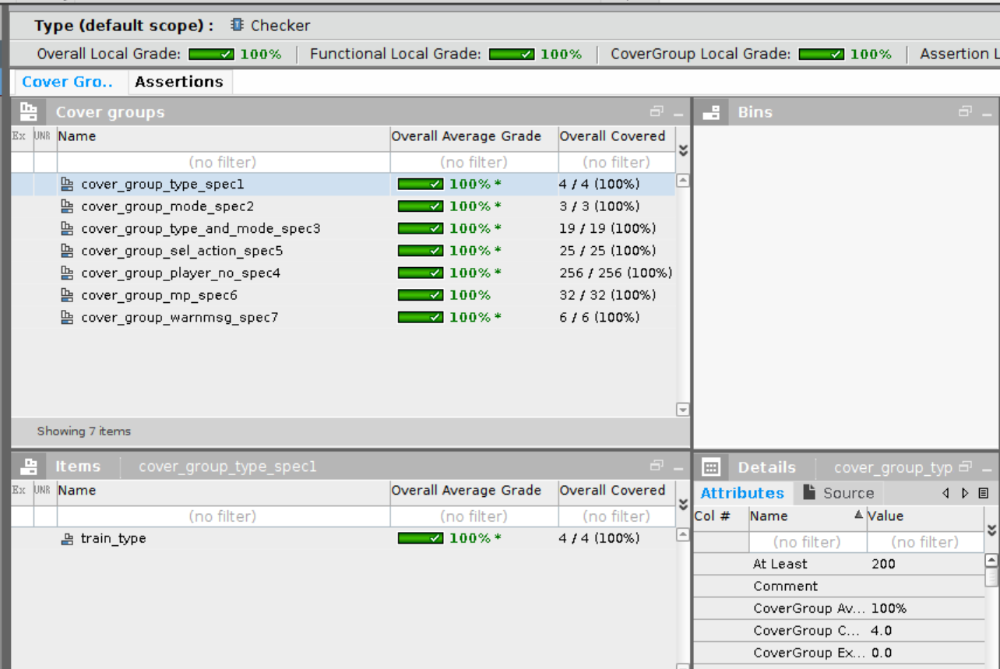 Type (default scope) : Checker
Overall Local Grade: 100% Functional Local Grade: 100% CoverGroup Local Grade: 100% Assertion L
Cover Gro.. Assertions
Cover groups
Ex UNR Name Overall Average Grade Overall Covered
(no filter) (no filter) (no filter)
cover_group_type_spec1 100% * 4 / 4 (100%)
cover_group_mode_spec2 100% * 3 / 3 (100%)
cover_group_type_and_mode_spec3 100% * 19 / 19 (100%)
cover_group_sel_action_spec5 100% * 25 / 25 (100%)
cover_group_player_no_spec4 100% * 256 / 256 (100%)
cover_group_mp_spec6 100% 32 / 32 (100%)
cover_group_warnmsg_spec7 100% * 6 / 6 (100%)
Showing 7 items
Bins
Items cover_group_type_spec1
Ex UNR Name Overall Average Grade Overall Covered
(no filter) (no filter) (no filter)
train_type 100% * 4 / 4 (100%)
Details cover_group_typ
Attributes Source
Col # Name Value
(no filter) (no filter)
At Least 200
Comment
CoverGroup Av... 100%
CoverGroup C... 4.0
CoverGroup Ex... 0.0